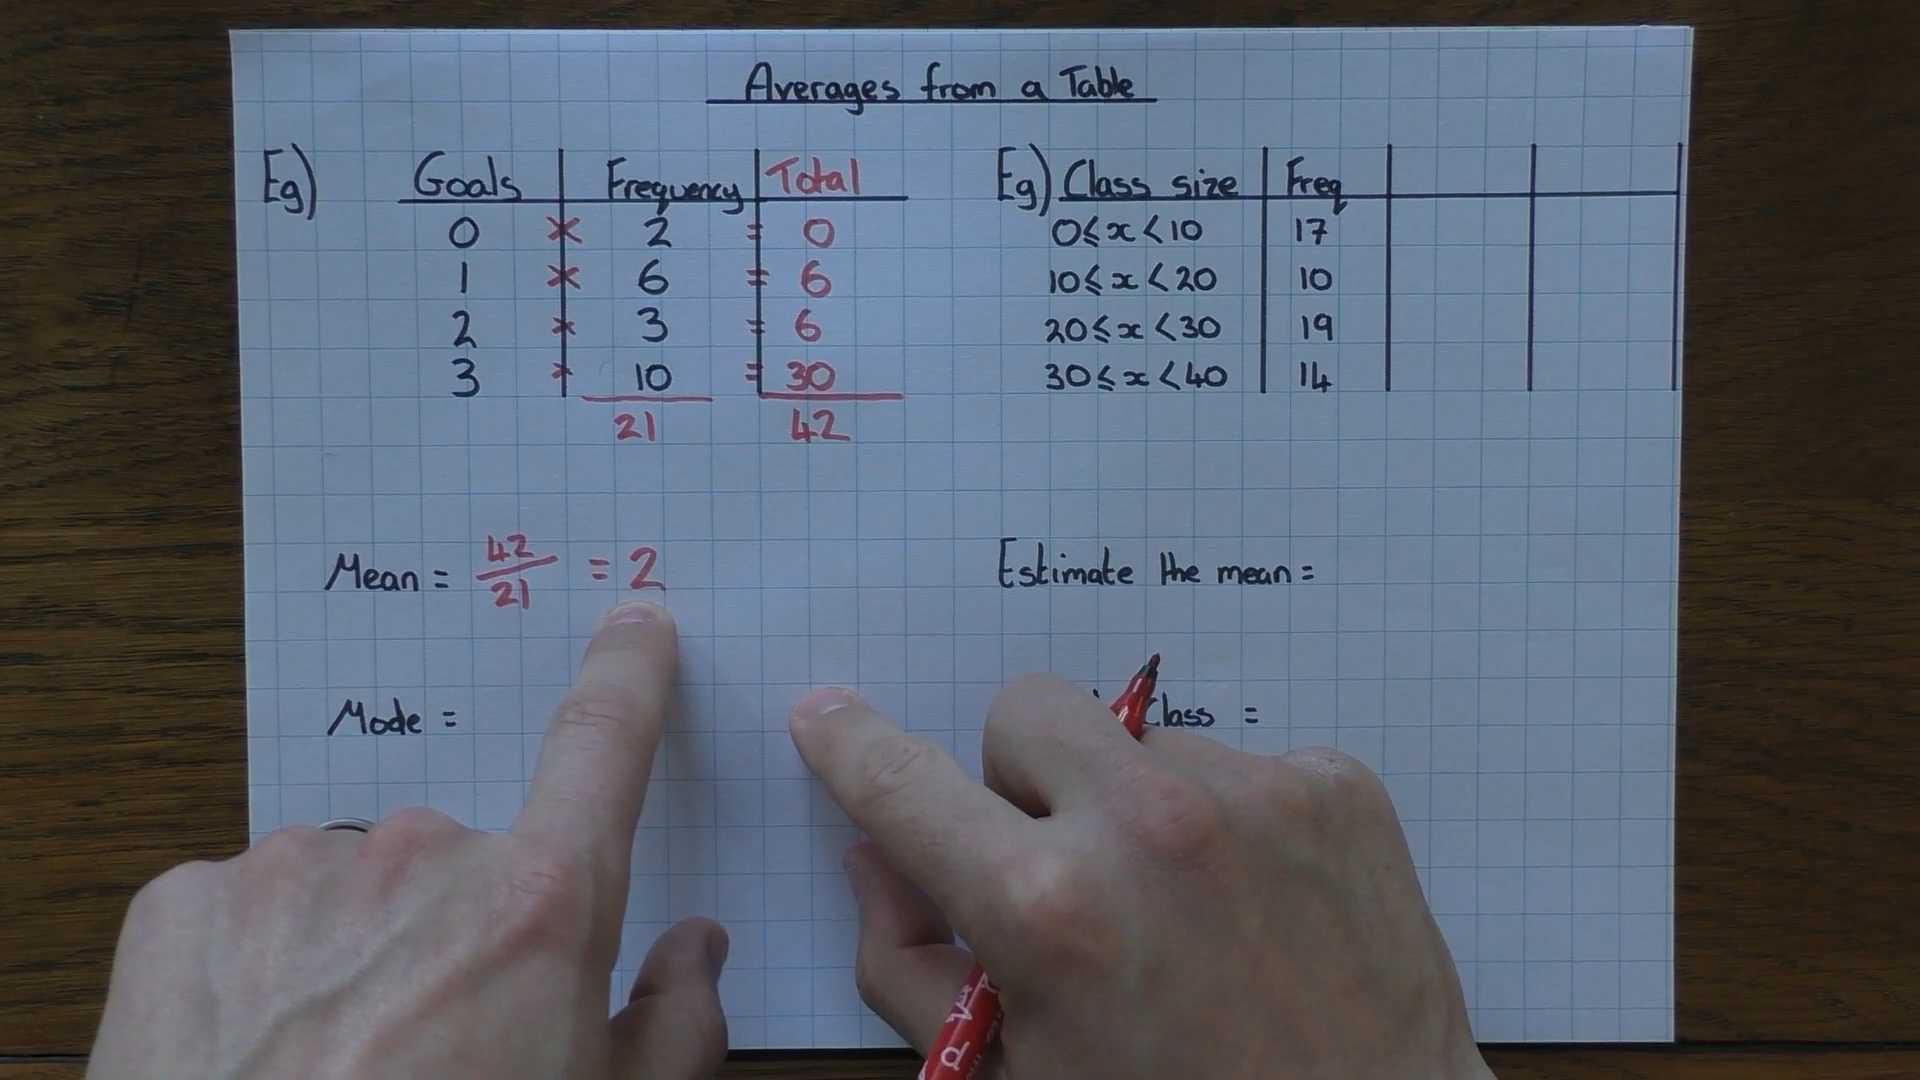 Averages from a Table
Eg) Goals Frequency Total
0 × 2 = 0
1 × 6 = 6
2 × 3 = 6
3 × 10 = 30
21 42
Mean = 42/21 = 2
Mode =
Eg) Class size Freq
0≤x<10 17
10≤x<20 10
20≤x<30 19
30≤x<40 14
Estimate the mean =
Class =